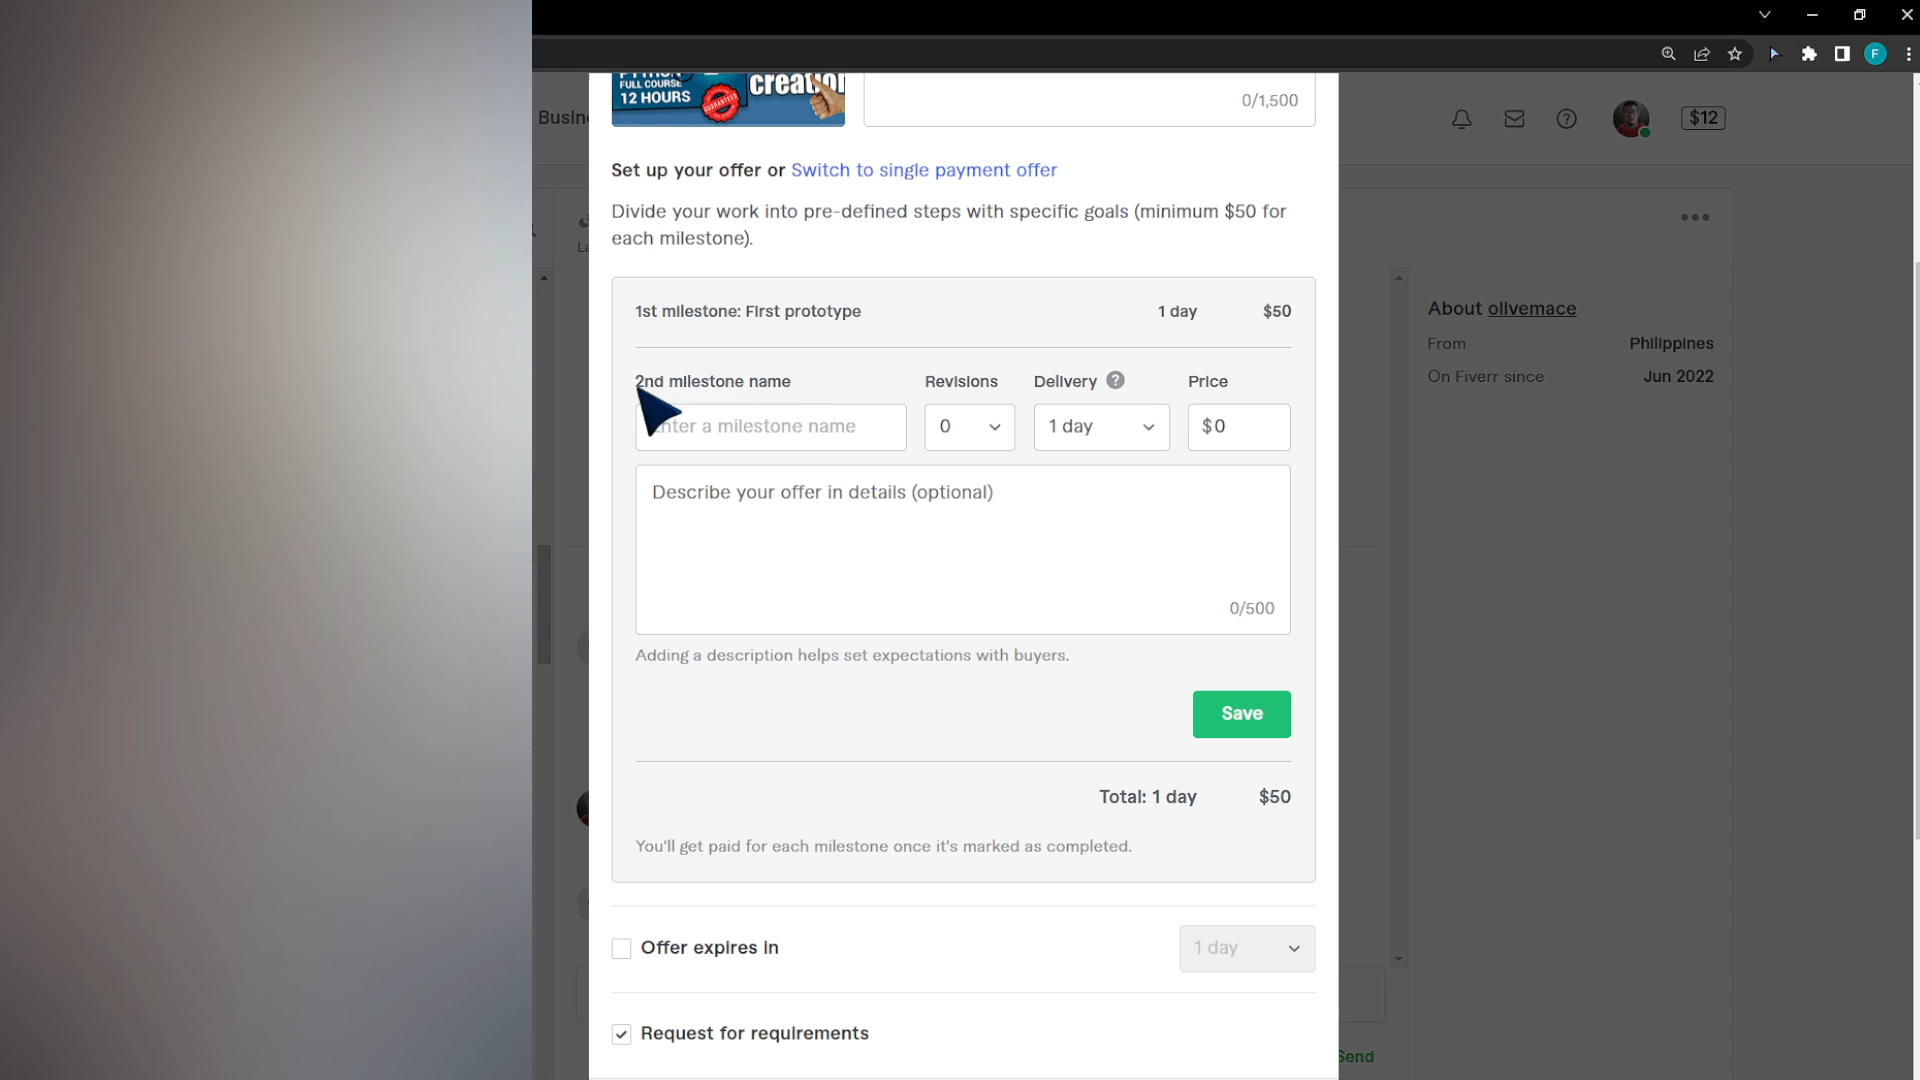 FULL COURSE
12 HOURS
GUARANTEED
0/1,500
$12
Set up your offer or Switch to single payment offer
Divide your work into pre-defined steps with specific goals (minimum $50 for
each milestone).
1st milestone: First prototype 1 day $50
2nd milestone name Revisions Delivery ? Price
Enter a milestone name 0 1 day $0
Describe your offer in details (optional)
0/500
Adding a description helps set expectations with buyers.
Save
Total: 1 day $50
You'll get paid for each milestone once it's marked as completed.
Offer expires in 1 day
Request for requirements
About olivemace
From Philippines
On Fiverr since Jun 2022
Send
F